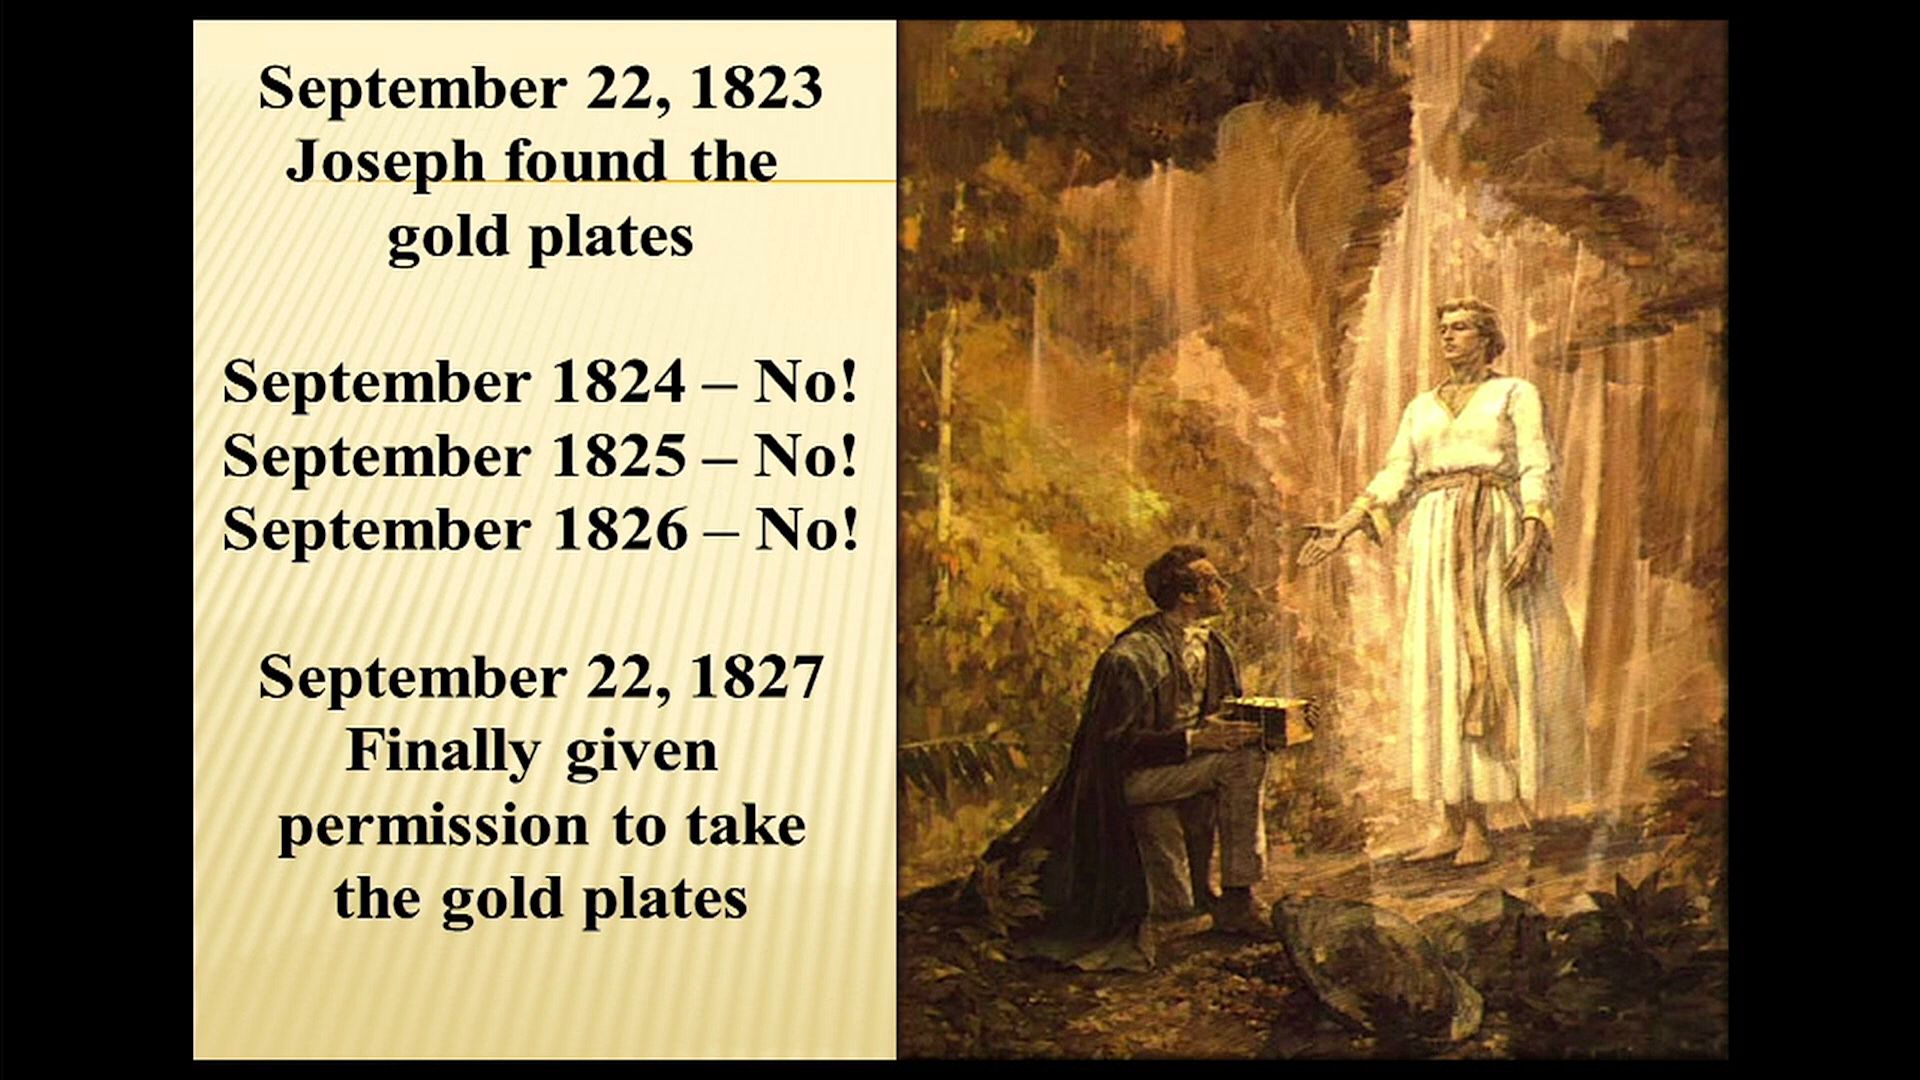 September 22, 1823
Joseph found the
gold plates
September 1824 – No!
September 1825 – No!
September 1826 – No!
September 22, 1827
Finally given
permission to take
the gold plates